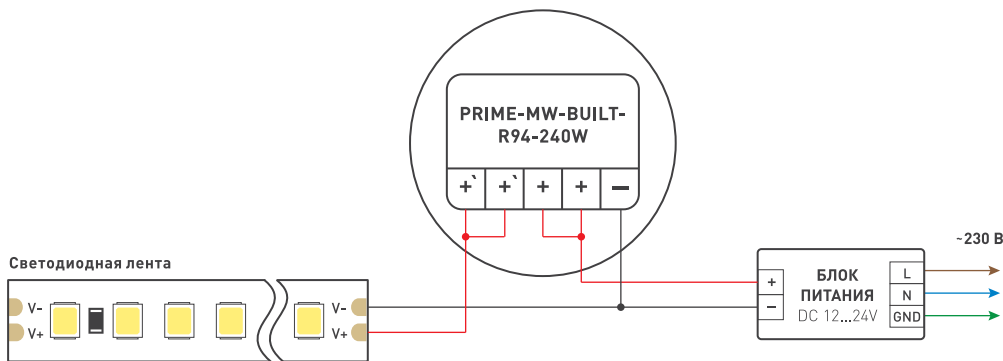 PRIME-MW-BUILT-
R94-240W
+` +` + + −
~230 В
Светодиодная лента
БЛОК
ПИТАНИЯ
DC 12...24V
+
−
L
N
GND
V-
V+
V-
V+